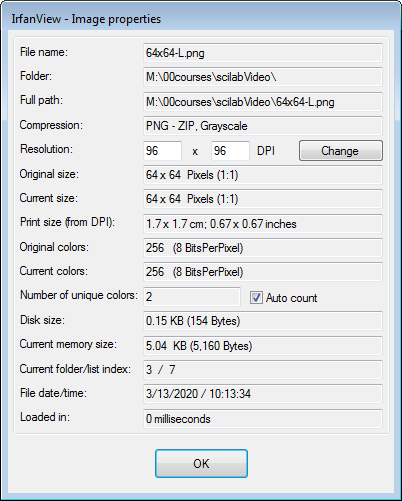 IrfanView - Image properties
File name: 64x64-L.png
Folder: M:\00courses\scilabVideo\
Full path: M:\00courses\scilabVideo\64x64-L.png
Compression: PNG - ZIP, Grayscale
Resolution: 96 x 96 DPI Change
Original size: 64 x 64 Pixels (1:1)
Current size: 64 x 64 Pixels (1:1)
Print size (from DPI): 1.7 x 1.7 cm; 0.67 x 0.67 inches
Original colors: 256 (8 BitsPerPixel)
Current colors: 256 (8 BitsPerPixel)
Number of unique colors: 2 Auto count
Disk size: 0.15 KB (154 Bytes)
Current memory size: 5.04 KB (5,160 Bytes)
Current folder/list index: 3 / 7
File date/time: 3/13/2020 / 10:13:34
Loaded in: 0 milliseconds
OK